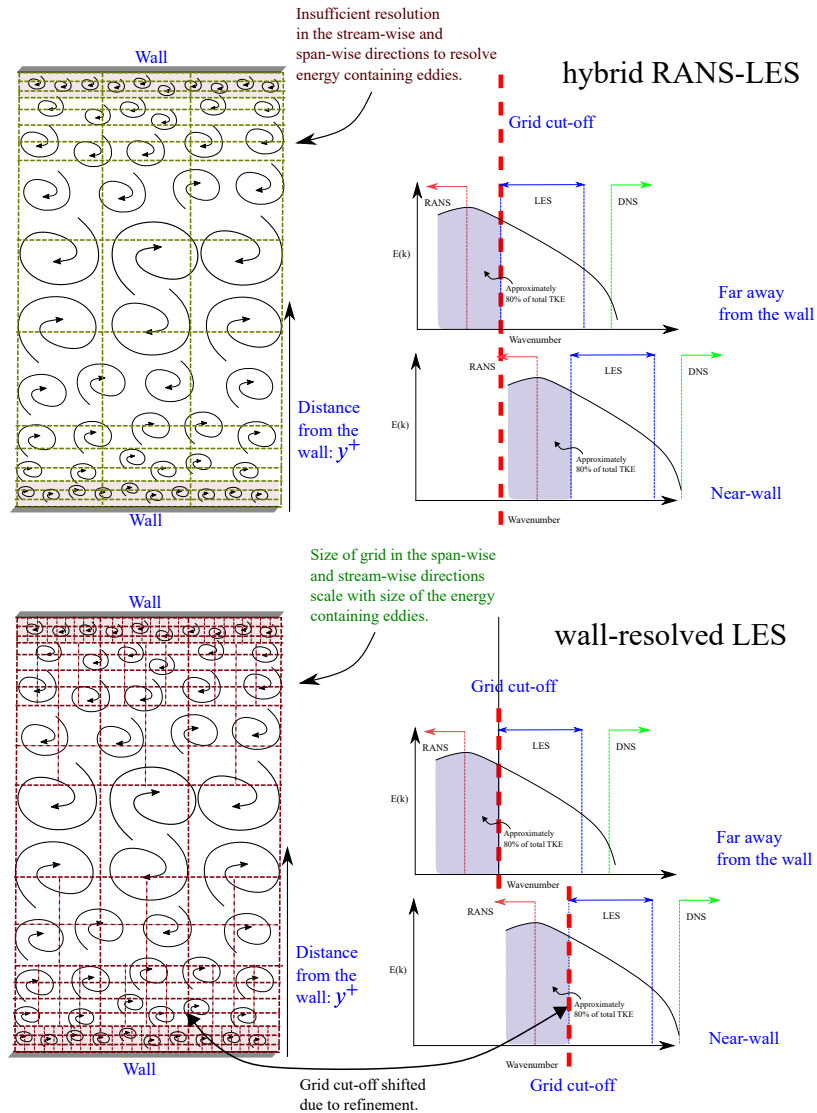 Insufficient resolution
in the stream-wise and
span-wise directions to resolve
energy containing eddies.
Wall
hybrid RANS-LES
Grid cut-off
RANS
LES
DNS
E(k)
Approximately
80% of total TKE
Far away
from the wall
Wavenumber
RANS
LES
DNS
E(k)
Approximately
80% of total TKE
Near-wall
Wavenumber
Distance
from the
wall: y+
Wall
Size of grid in the span-wise
and stream-wise directions
scale with size of the energy
containing eddies.
Wall
wall-resolved LES
Grid cut-off
RANS
LES
DNS
E(k)
Approximately
80% of total TKE
Far away
from the wall
Wavenumber
RANS
LES
DNS
E(k)
Approximately
80% of total TKE
Near-wall
Wavenumber
Grid cut-off
Distance
from the
wall: y+
Wall
Grid cut-off shifted
due to refinement.